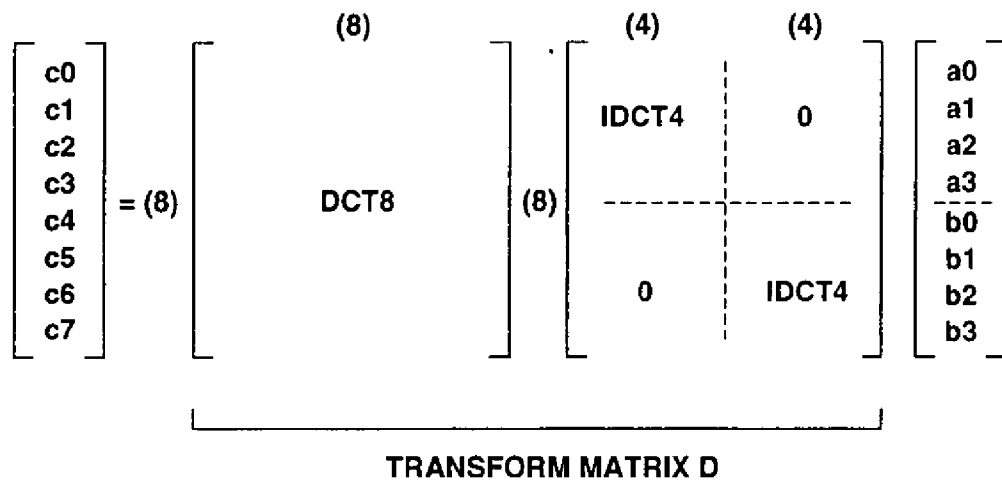 (8) (4) (4)
c0 IDCT4 0 a0
c1 a1
c2 a2
c3 = (8) DCT8 (8) a3
c4 b0
c5 b1
c6 0 IDCT4 b2
c7 b3
TRANSFORM MATRIX D